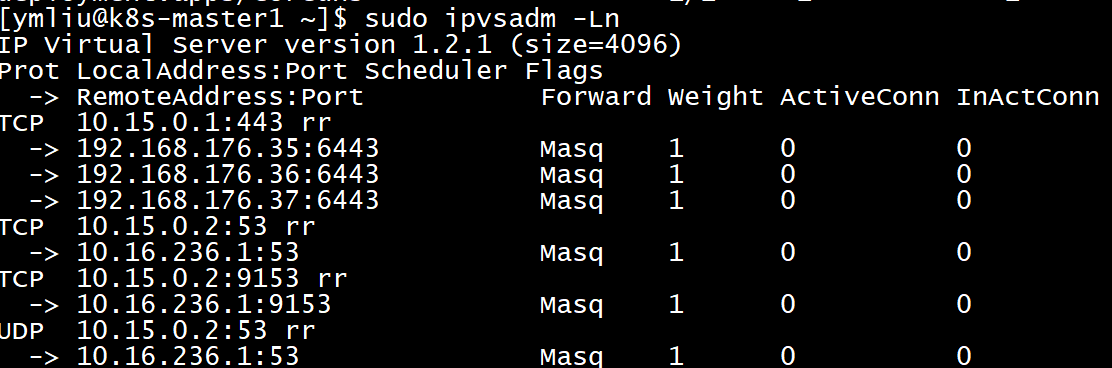 [ymliu@k8s-master1 ~]$ sudo ipvsadm -Ln
IP Virtual Server version 1.2.1 (size=4096)
Prot LocalAddress:Port Scheduler Flags
  -> RemoteAddress:Port           Forward Weight ActiveConn InActConn
TCP  10.15.0.1:443 rr
  -> 192.168.176.35:6443          Masq    1      0          0
  -> 192.168.176.36:6443          Masq    1      0          0
  -> 192.168.176.37:6443          Masq    1      0          0
TCP  10.15.0.2:53 rr
  -> 10.16.236.1:53               Masq    1      0          0
TCP  10.15.0.2:9153 rr
  -> 10.16.236.1:9153             Masq    1      0          0
UDP  10.15.0.2:53 rr
  -> 10.16.236.1:53               Masq    1      0          0